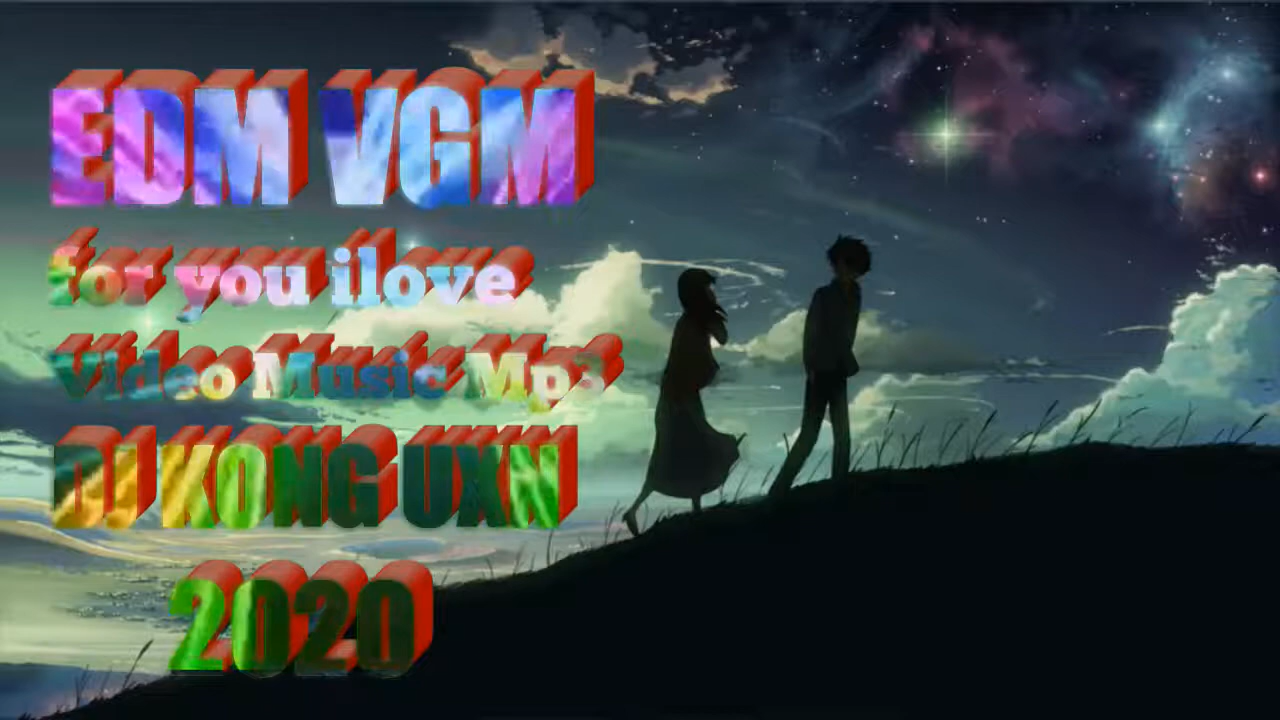 EDM VGM
for you ilove
Video Music Mp3
DJ KONG UXN
2020